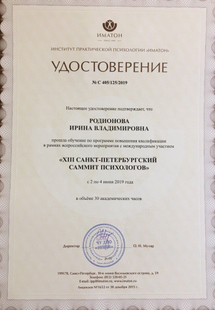 ИМАТОН
ИНСТИТУТ ПРАКТИЧЕСКОЙ ПСИХОЛОГИИ «ИМАТОН»
УДОСТОВЕРЕНИЕ
№ С 485/125/2019
Настоящее удостоверение подтверждает, что
РОДИОНОВА
ИРИНА ВЛАДИМИРОВНА
прошла обучение по программе повышения квалификации
в рамках всероссийского мероприятия с международным участием
«XIII САНКТ-ПЕТЕРБУРГСКИЙ
САММИТ ПСИХОЛОГОВ»
с 2 по 4 июня 2019 года
в объёме 36 академических часов
Директор